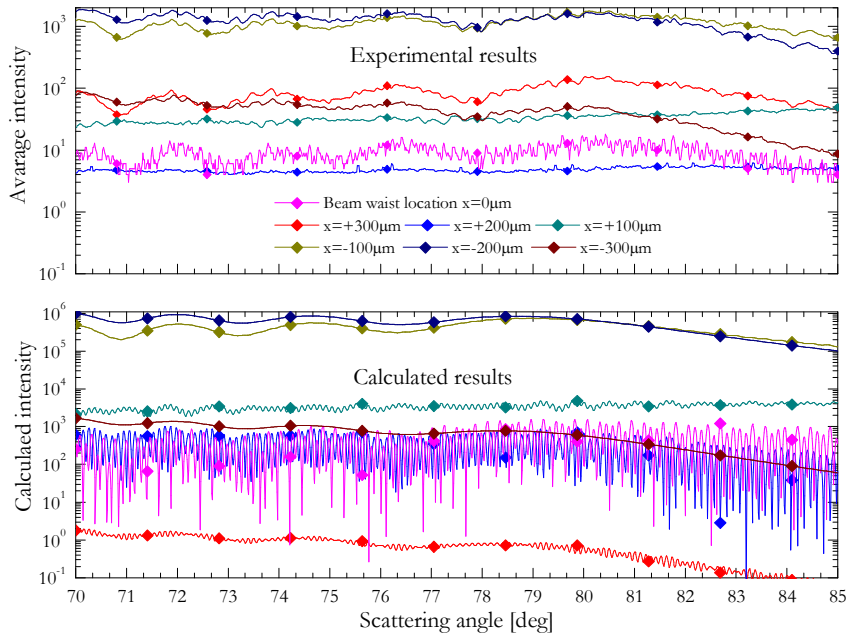 10³
10²
10¹
10⁰
10⁻¹
Avarage intensity
Experimental results
Beam waist location x=0µm
x=+300µm x=+200µm x=+100µm
x=-100µm x=-200µm x=-300µm
10⁶
10⁵
10⁴
10³
10²
10¹
10⁰
10⁻¹
Calculaed intensity
Calculated results
70 71 72 73 74 75 76 77 78 79 80 81 82 83 84 85
Scattering angle [deg]